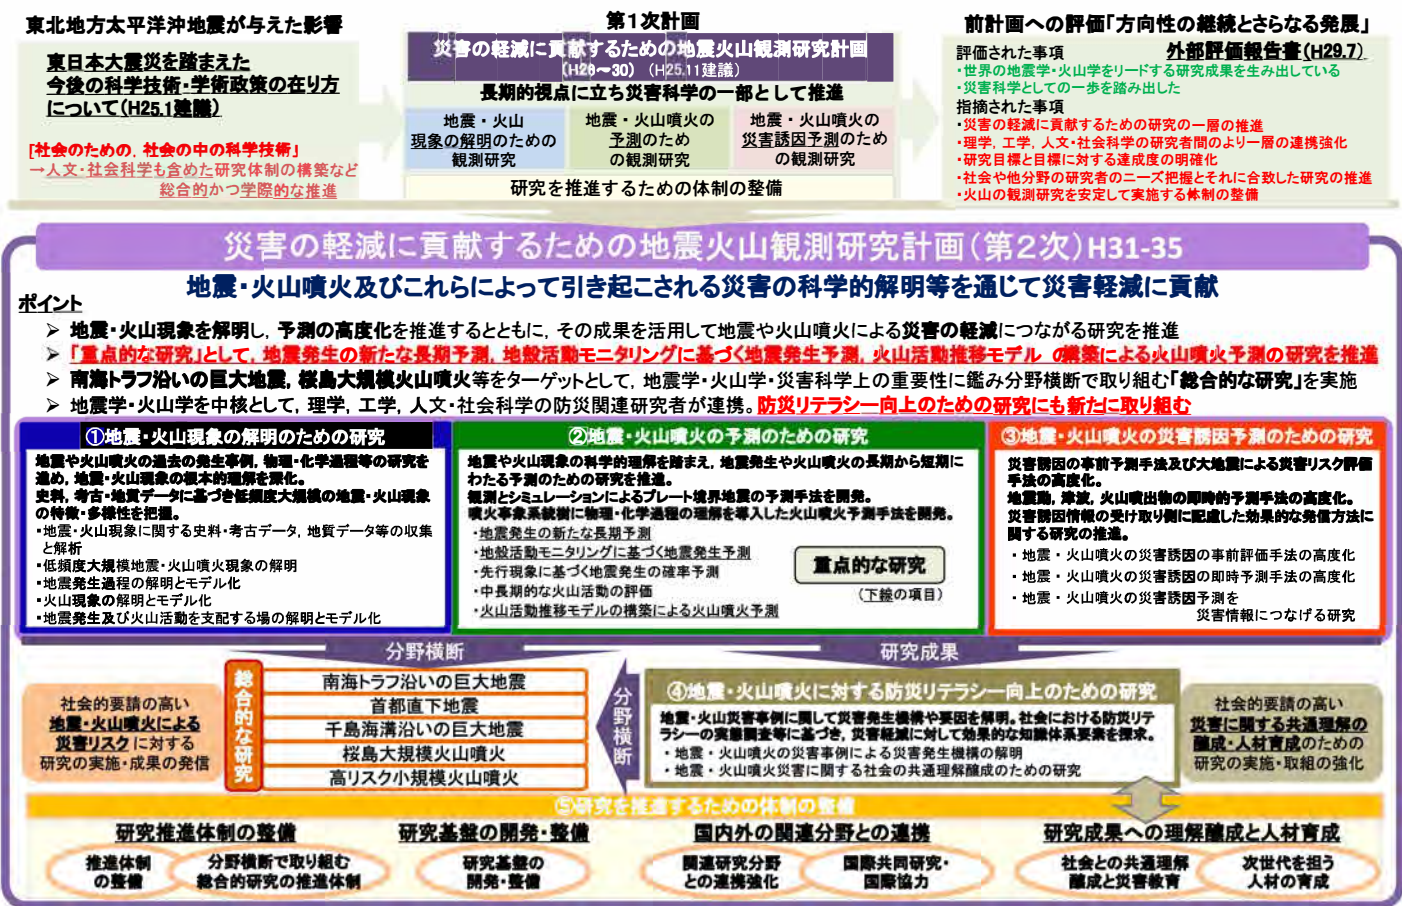 東北地方太平洋沖地震が与えた影響
東日本大震災を踏まえた
今後の科学技術・学術政策の在り方
について(H25.1建議)
[社会のための, 社会の中の科学技術」
→人文・社会科学も含めた研究体制の構築など
総合的かつ学際的な推進
第1次計画
災害の軽減に貢献するための地震火山観測研究計画
(H26～30) (H25.11建議)
長期的視点に立ち災害科学の一部として推進
地震・火山
現象の解明のための
観測研究
地震・火山噴火の
予測のため
の観測研究
地震・火山噴火の
災害誘因予測のため
の観測研究
研究を推進するための体制の整備
前計画への評価「方向性の継続とさらなる発展」
評価された事項 外部評価報告書(H29.7)
・世界の地震学・火山学をリードする研究成果を生み出している
・災害科学としての一歩を踏み出した
指摘された事項
・災害の軽減に貢献するための研究の一層の推進
・理学, 工学, 人文・社会科学の研究者間のより一層の連携強化
・研究目標と目標に対する達成度の明確化
・社会や他分野の研究者のニーズ把握とそれに合致した研究の推進
・火山の観測研究を安定して実施する体制の整備
災害の軽減に貢献するための地震火山観測研究計画(第2次)H31-35
地震・火山噴火及びこれらによって引き起こされる災害の科学的解明等を通じて災害軽減に貢献
ポイント
➢ 地震・火山現象を解明し, 予測の高度化を推進するとともに, その成果を活用して地震や火山噴火による災害の軽減につながる研究を推進
➢ 「重点的な研究」として, 地震発生の新たな長期予測, 地殻活動モニタリングに基づく地震発生予測, 火山活動推移モデル の構築による火山噴火予測の研究を推進
➢ 南海トラフ沿いの巨大地震, 桜島大規模火山噴火等をターゲットとして, 地震学・火山学・災害科学上の重要性に鑑み分野横断で取り組む「総合的な研究」を実施
➢ 地震学・火山学を中核として, 理学, 工学, 人文・社会科学の防災関連研究者が連携。防災リテラシー向上のための研究にも新たに取り組む
①地震・火山現象の解明のための研究
地震や火山噴火の過去の発生事例, 物理・化学過程等の研究を
進め, 地震・火山現象の根本的理解を深化。
史料, 考古・地質データに基づき低頻度大規模の地震・火山現象
の特徴・多様性を把握。
・地震・火山現象に関する史料・考古データ, 地質データ等の収集
と解析
・低頻度大規模地震・火山噴火現象の解明
・地震発生過程の解明とモデル化
・火山現象の解明とモデル化
・地震発生及び火山活動を支配する場の解明とモデル化
②地震・火山噴火の予測のための研究
地震や火山現象の科学的理解を踏まえ, 地震発生や火山噴火の長期から短期に
わたる予測のための研究を推進。
観測とシミュレーションによるプレート境界地震の予測手法を開発。
噴火事象系統樹に物理・化学過程の理解を導入した火山噴火予測手法を開発。
・地震発生の新たな長期予測
・地殻活動モニタリングに基づく地震発生予測
・先行現象に基づく地震発生の確率予測
・中長期的な火山活動の評価
・火山活動推移モデルの構築による火山噴火予測
重点的な研究
(下線の項目)
③地震・火山噴火の災害誘因予測のための研究
災害誘因の事前予測手法及び大地震による災害リスク評価
手法の高度化。
地震動, 津波, 火山噴出物の即時的予測手法の高度化。
災害誘因情報の受け取り側に配慮した効果的な発信方法に
関する研究の推進。
・地震・火山噴火の災害誘因の事前評価手法の高度化
・地震・火山噴火の災害誘因の即時予測手法の高度化
・地震・火山噴火の災害誘因予測を
災害情報につなげる研究
分野横断
研究成果
社会的要請の高い
地震・火山噴火による
災害リスク に対する
研究の実施・成果の発信
総合的な研究
南海トラフ沿いの巨大地震
首都直下地震
千島海溝沿いの巨大地震
桜島大規模火山噴火
高リスク小規模火山噴火
分野横断
④地震・火山噴火に対する防災リテラシー向上のための研究
地震・火山災害事例に関して災害発生機構や要因を解明。社会における防災リテ
ラシーの実態調査等に基づき, 災害軽減に対して効果的な知識体系要素を探求。
・地震・火山噴火の災害事例による災害発生機構の解明
・地震・火山噴火災害に関する社会の共通理解醸成のための研究
社会的要請の高い
災害に関する共通理解の
醸成・人材育成のための
研究の実施・取組の強化
⑤研究を推進するための体制の整備
研究推進体制の整備
推進体制
の整備
分野横断で取り組む
総合的研究の推進体制
研究基盤の開発・整備
研究基盤の
開発・整備
国内外の関連分野との連携
関連研究分野
との連携強化
国際共同研究・
国際協力
研究成果への理解醸成と人材育成
社会との共通理解
醸成と災害教育
次世代を担う
人材の育成